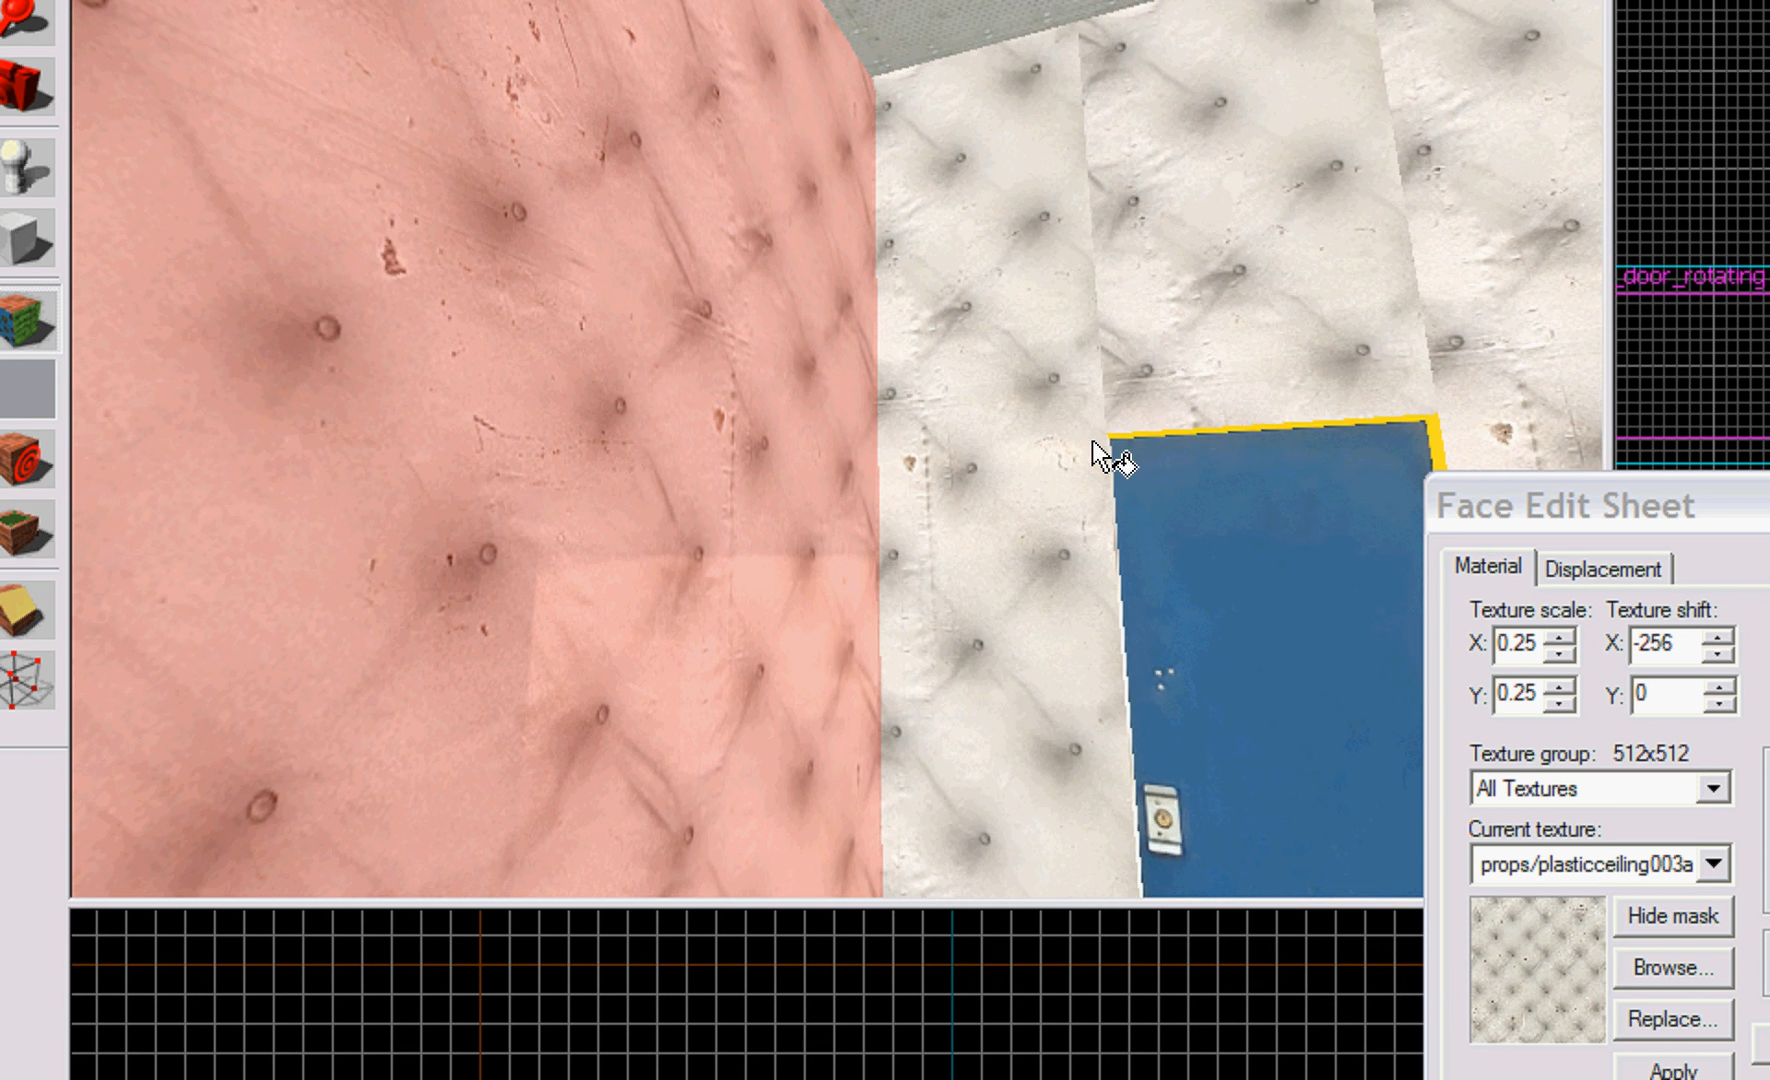 _door_rotating
Face Edit Sheet
Material
Displacement
Texture scale: Texture shift:
X: 0.25 X: -256
Y: 0.25 Y: 0
Texture group: 512x512
All Textures
Current texture:
props/plasticceiling003a
Hide mask
Browse...
Replace...
Apply